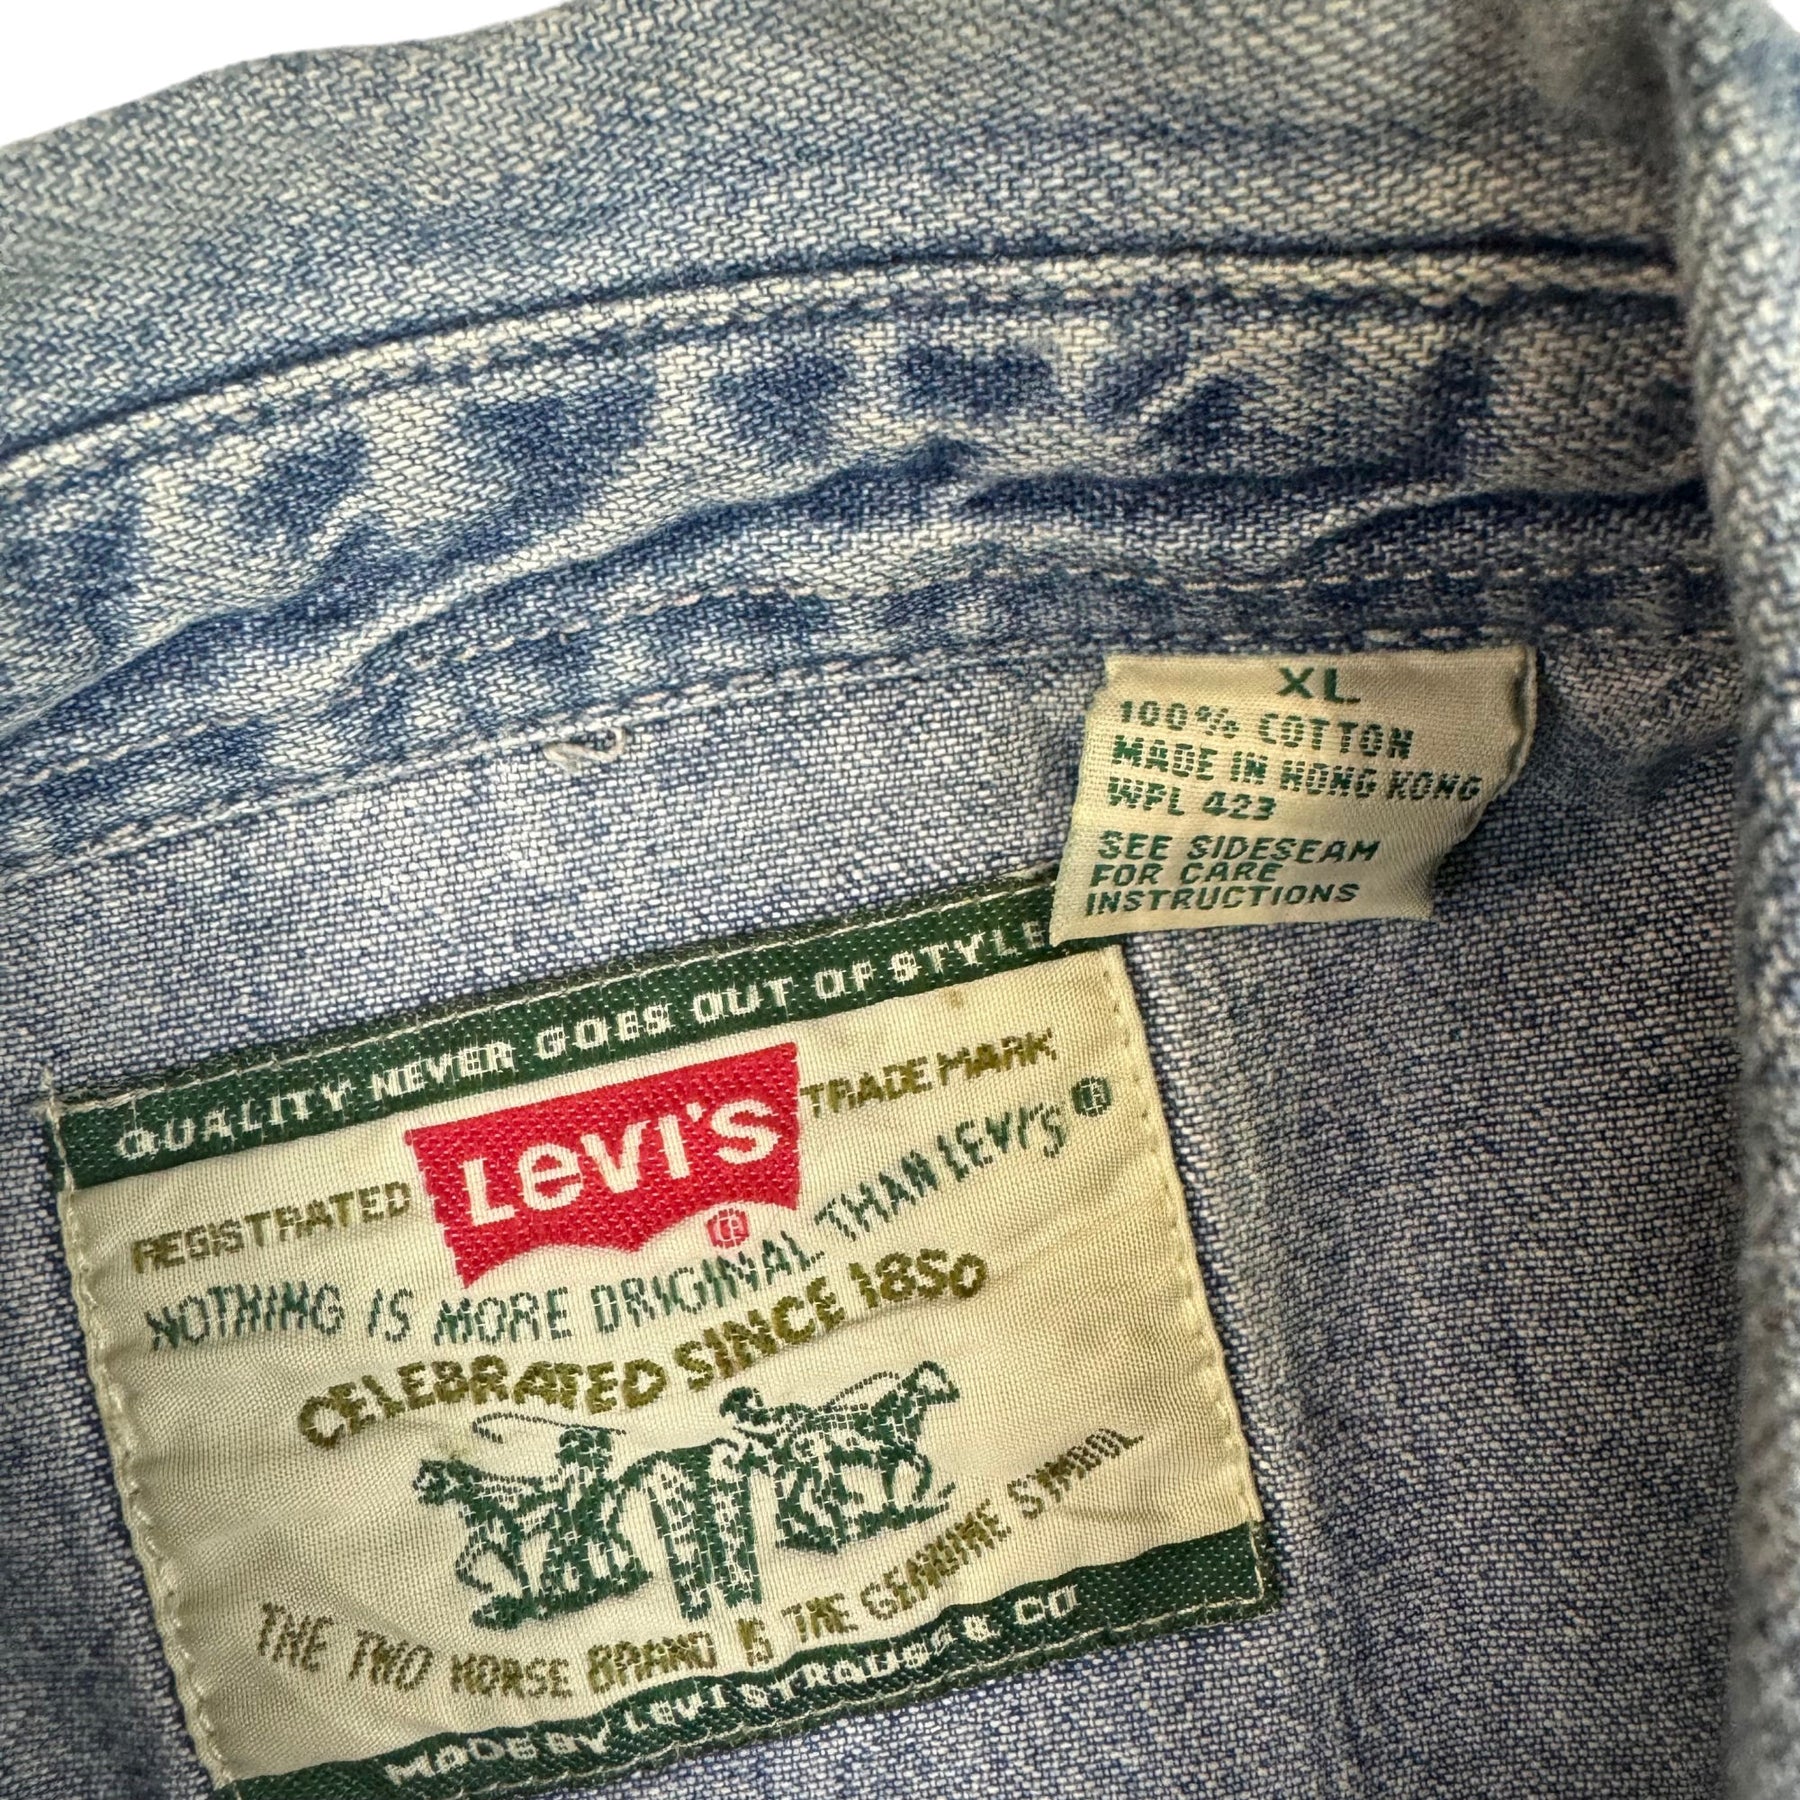 XL
100% COTTON
MADE IN HONG KONG
WPL 423
SEE SIDESEAM
FOR CARE
INSTRUCTIONS
QUALITY NEVER GOES OUT OF STYLE
REGISTRATED LEVI'S TRADE MARK
NOTHING IS MORE ORIGINAL THAN LEVI'S ®
CELEBRATED SINCE 1850
THE TWO HORSE BRAND IS THE GENUINE SYMBOL
MADE BY LEVI STRAUSS & CO